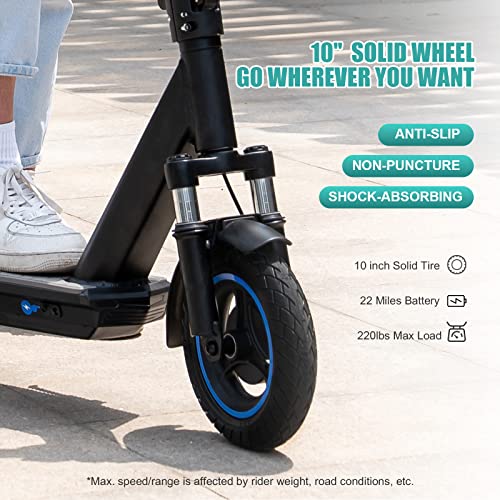 10" SOLID WHEEL
GO WHEREVER YOU WANT
ANTI-SLIP
NON-PUNCTURE
SHOCK-ABSORBING
10 inch Solid Tire
22 Miles Battery
220lbs Max Load
*Max. speed/range is affected by rider weight, road conditions, etc.